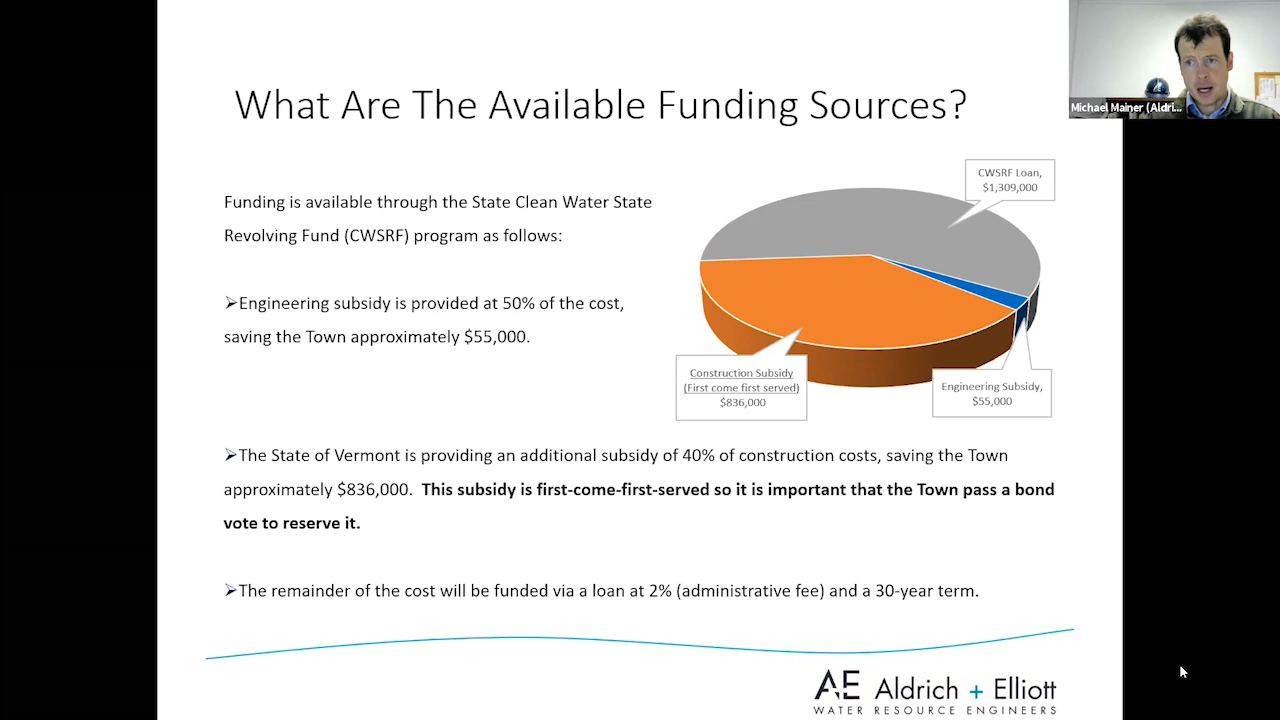 What Are The Available Funding Sources?
Michael Mainer (Aldri...
Funding is available through the State Clean Water State
Revolving Fund (CWSRF) program as follows:
➢Engineering subsidy is provided at 50% of the cost,
saving the Town approximately $55,000.
CWSRF Loan,
$1,309,000
Construction Subsidy
(First come first served)
$836,000
Engineering Subsidy,
$55,000
➢The State of Vermont is providing an additional subsidy of 40% of construction costs, saving the Town
approximately $836,000. This subsidy is first-come-first-served so it is important that the Town pass a bond
vote to reserve it.
➢The remainder of the cost will be funded via a loan at 2% (administrative fee) and a 30-year term.
AE Aldrich + Elliott
WATER RESOURCE ENGINEERS